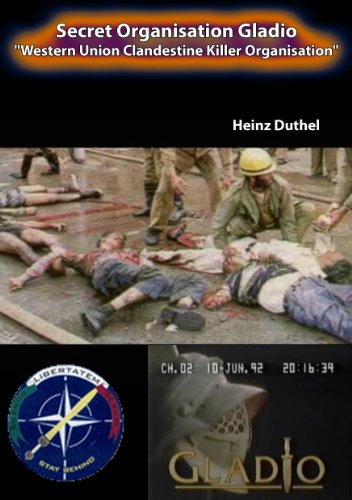 Secret Organisation Gladio
"Western Union Clandestine Killer Organisation"
Heinz Duthel
LIBERTATEM
STAY BEHIND
CH. 02 10-JUN. 92 20:16:39
GLADIO